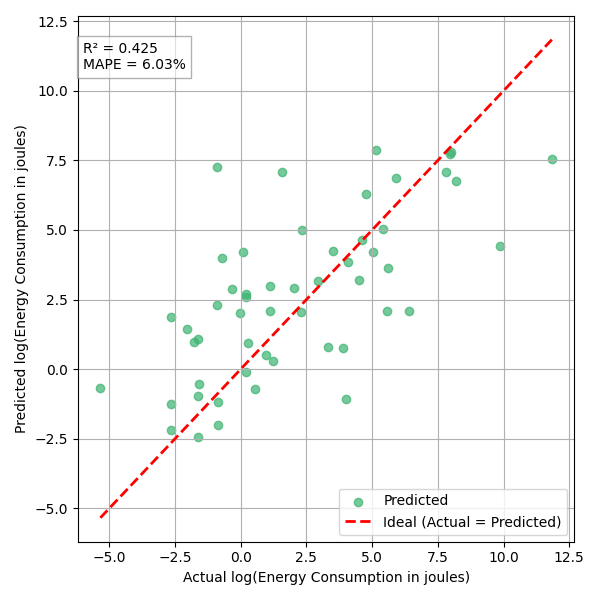 12.5
10.0
7.5
5.0
2.5
0.0
−2.5
−5.0
Predicted log(Energy Consumption in joules)
R² = 0.425
MAPE = 6.03%
Predicted
Ideal (Actual = Predicted)
−5.0 −2.5 0.0 2.5 5.0 7.5 10.0 12.5
Actual log(Energy Consumption in joules)